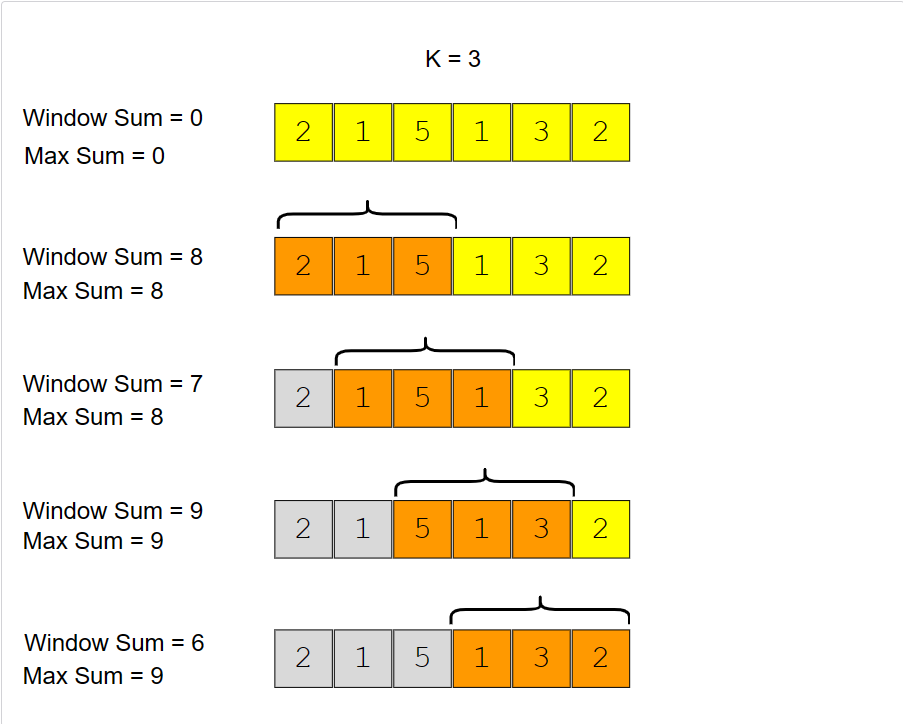 K = 3
Window Sum = 0
Max Sum = 0
2 1 5 1 3 2
Window Sum = 8
Max Sum = 8
2 1 5 1 3 2
Window Sum = 7
Max Sum = 8
2 1 5 1 3 2
Window Sum = 9
Max Sum = 9
2 1 5 1 3 2
Window Sum = 6
Max Sum = 9
2 1 5 1 3 2